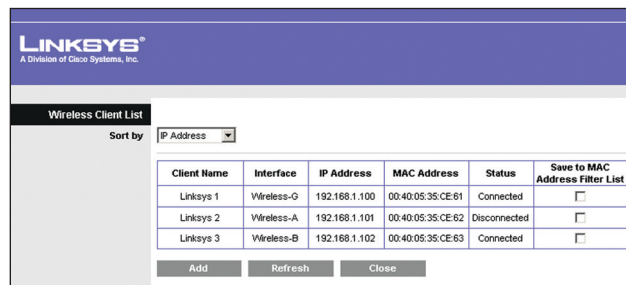 LINKSYS®
A Division of Cisco Systems, Inc.
Wireless Client List
Sort by IP Address
Client Name Interface IP Address MAC Address Status Save to MAC Address Filter List
Linksys 1 Wireless-G 192.168.1.100 00:40:05:35:CE:61 Connected
Linksys 2 Wireless-A 192.168.1.101 00:40:05:35:CE:62 Disconnected
Linksys 3 Wireless-B 192.168.1.102 00:40:05:35:CE:63 Connected
Add Refresh Close